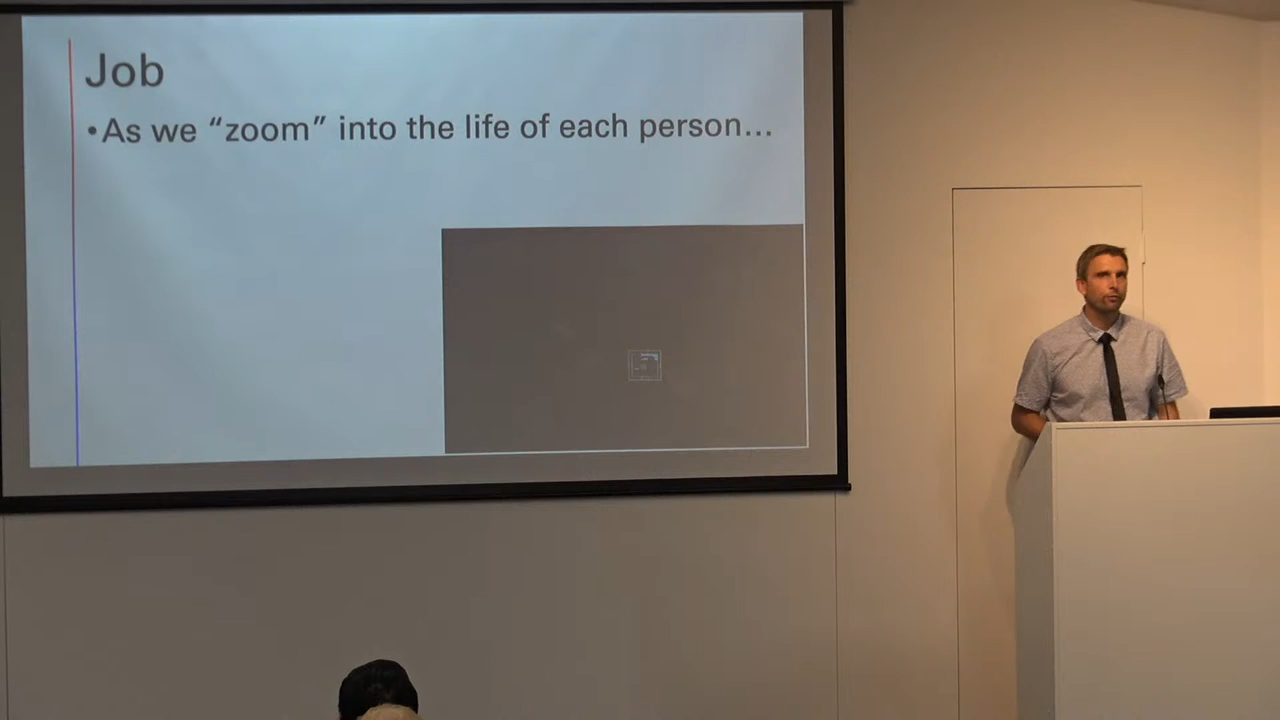 Job
•As we “zoom” into the life of each person...